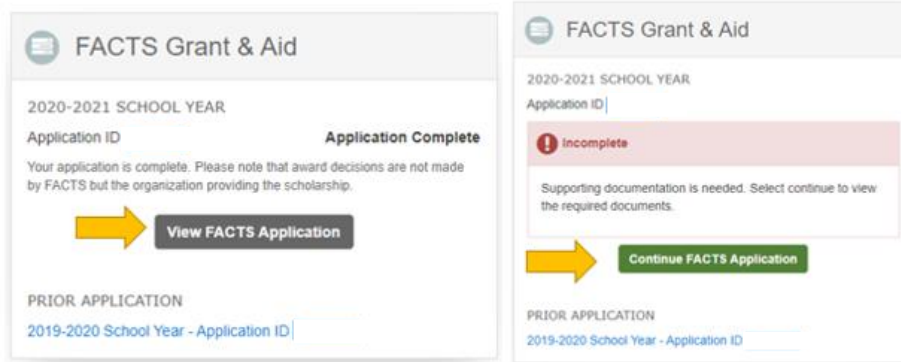 FACTS Grant & Aid
2020-2021 SCHOOL YEAR
Application ID Application Complete
Your application is complete. Please note that award decisions are not made
by FACTS but the organization providing the scholarship.
View FACTS Application
PRIOR APPLICATION
2019-2020 School Year - Application ID
FACTS Grant & Aid
2020-2021 SCHOOL YEAR
Application ID
Incomplete
Supporting documentation is needed. Select continue to view
the required documents.
Continue FACTS Application
PRIOR APPLICATION
2019-2020 School Year - Application ID